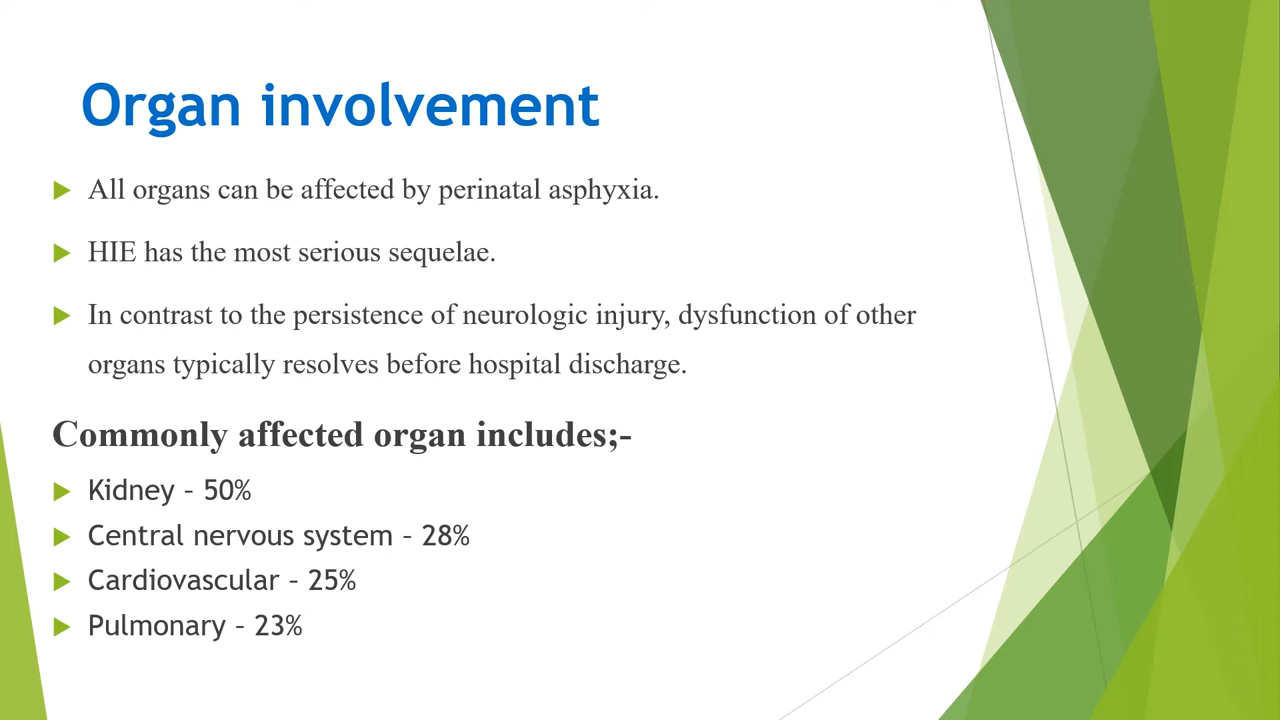 Organ involvement
All organs can be affected by perinatal asphyxia.
HIE has the most serious sequelae.
In contrast to the persistence of neurologic injury, dysfunction of other
organs typically resolves before hospital discharge.
Commonly affected organ includes;-
Kidney – 50%
Central nervous system – 28%
Cardiovascular – 25%
Pulmonary – 23%